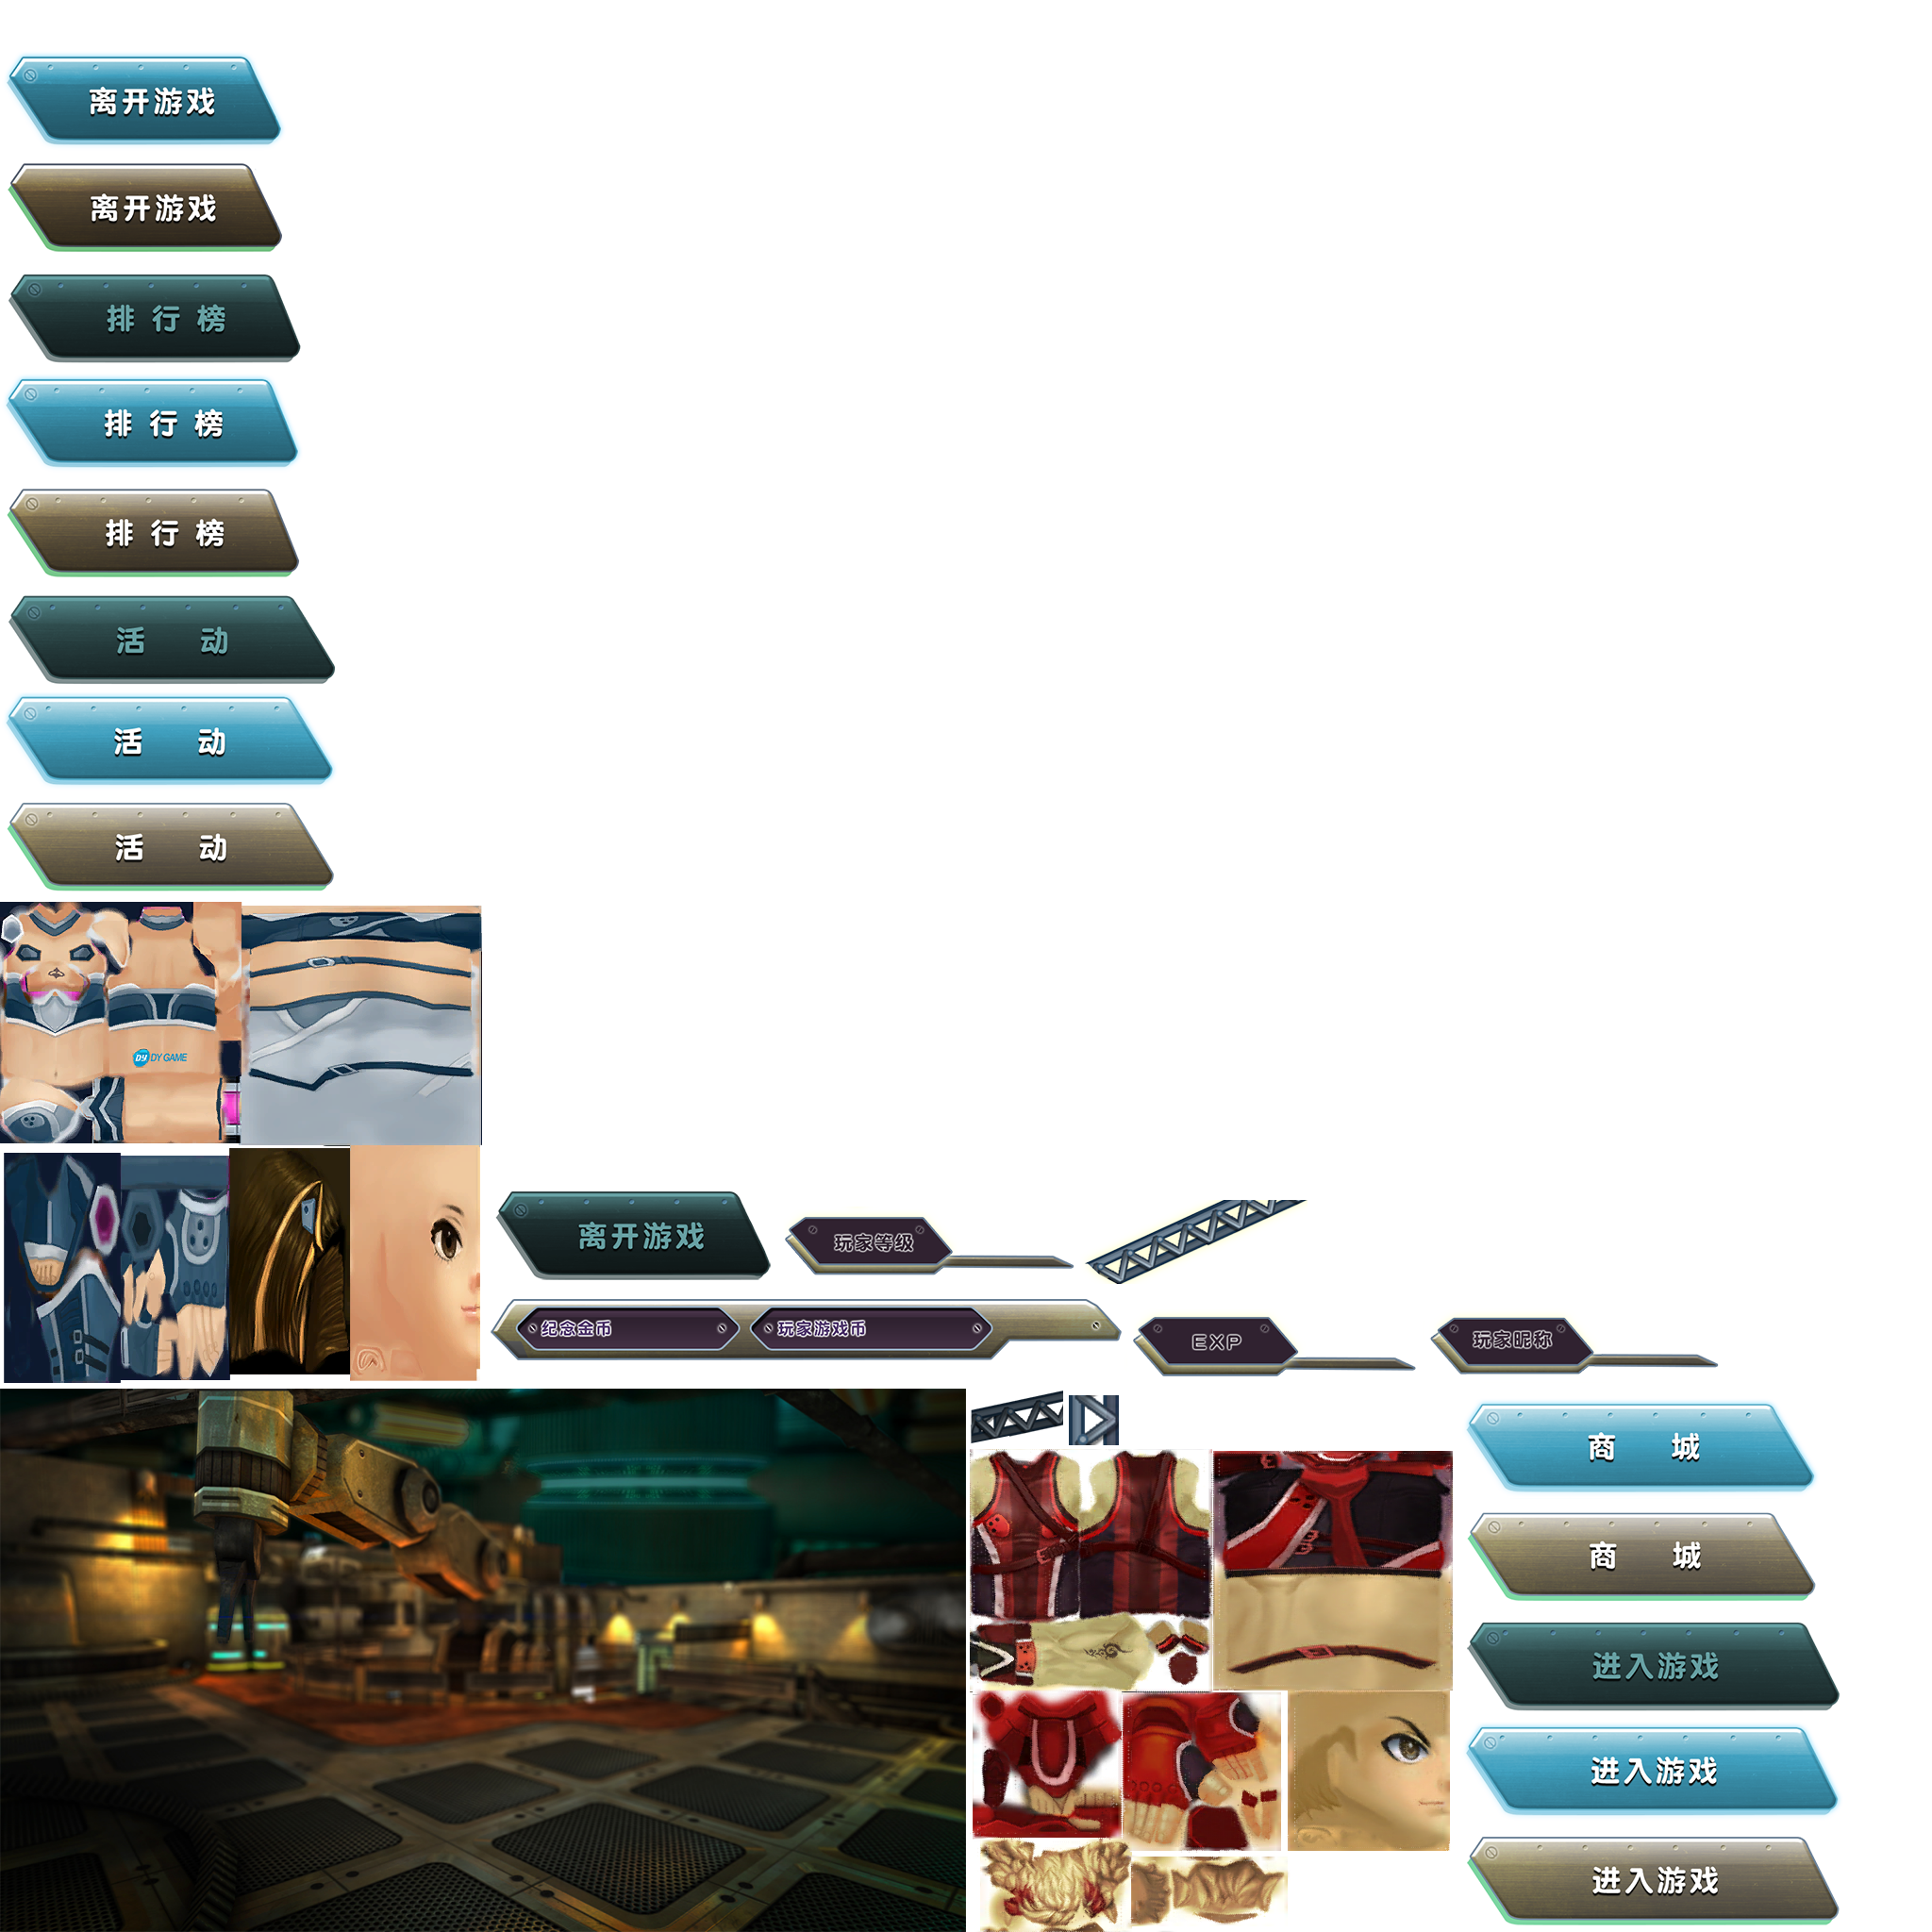 离开游戏
离开游戏
排行榜
排行榜
排行榜
活动
活动
活动
DY DY GAME
离开游戏
玩家等级
纪念金币
玩家游戏币
EXP
玩家昵称
商城
商城
进入游戏
进入游戏
进入游戏